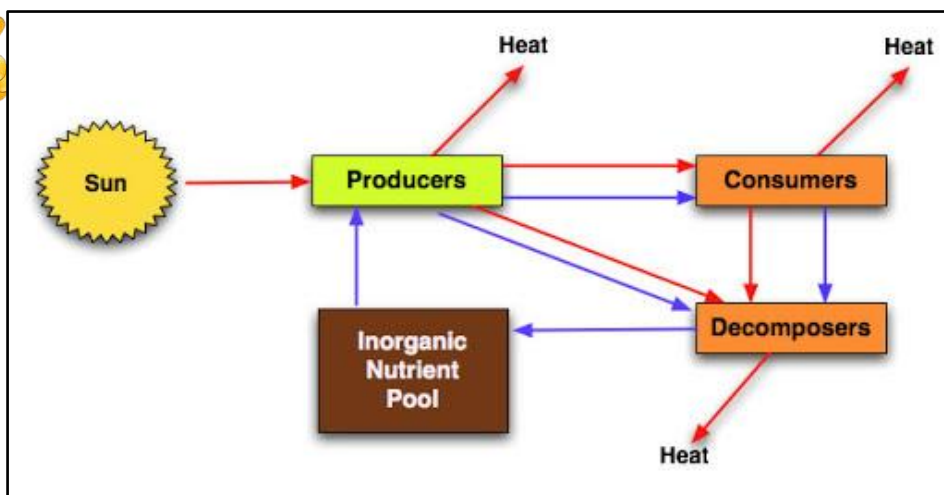 Heat
Heat
Sun
Producers
Consumers
Inorganic
Nutrient
Pool
Decomposers
Heat